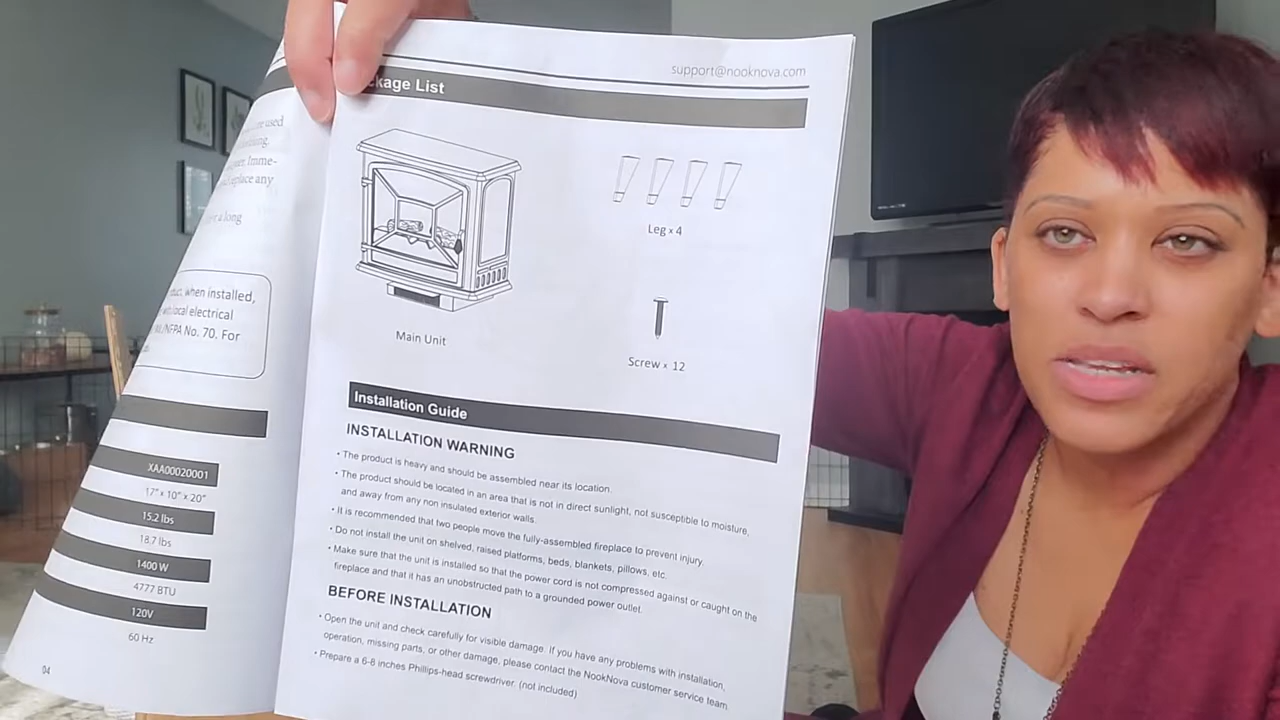 used
Imme-
place any
r a long
when installed,
local electrical
NFPA No. 70. For
XAA00020001
17" x 10" x 20"
15.2 lbs
18.7 lbs
1400 W
4777 BTU
120V
60 Hz
04
support@nooknova.com
kage List
Main Unit
Leg x 4
Screw x 12
Installation Guide
INSTALLATION WARNING
• The product is heavy and should be assembled near its location.
• The product should be located in an area that is not in direct sunlight, not susceptible to moisture,
and away from any non insulated exterior walls.
• It is recommended that two people move the fully-assembled fireplace to prevent injury.
• Do not install the unit on shelved, raised platforms, beds, blankets, pillows, etc.
• Make sure that the unit is installed so that the power cord is not compressed against or caught on the
fireplace and that it has an unobstructed path to a grounded power outlet.
BEFORE INSTALLATION
• Open the unit and check carefully for visible damage. If you have any problems with installation,
operation, missing parts, or other damage, please contact the NookNova customer service team.
• Prepare a 6-8 inches Phillips-head screwdriver. (not included)